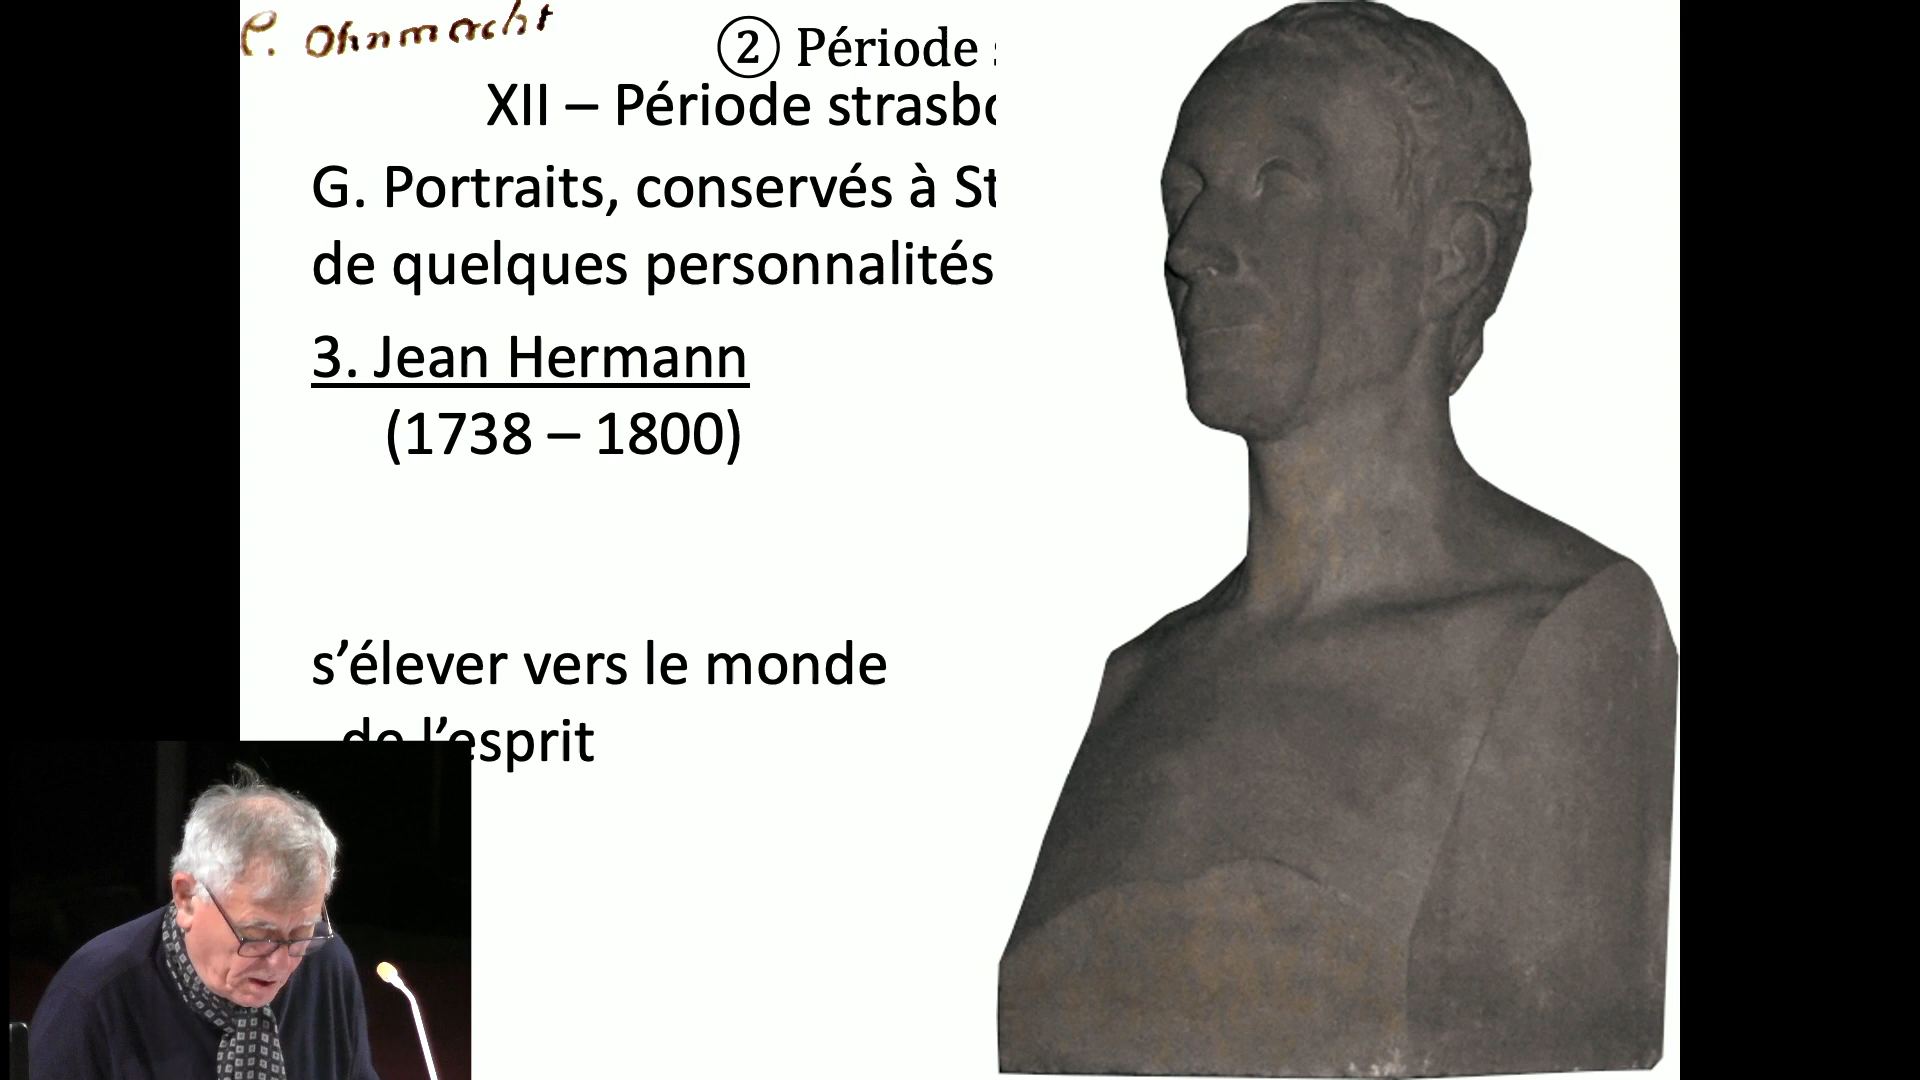 P. Ohnmacht
② Période s
XII – Période strasbo
G. Portraits, conservés à St
de quelques personnalités
3. Jean Hermann
(1738 – 1800)
s’élever vers le monde
de l’esprit